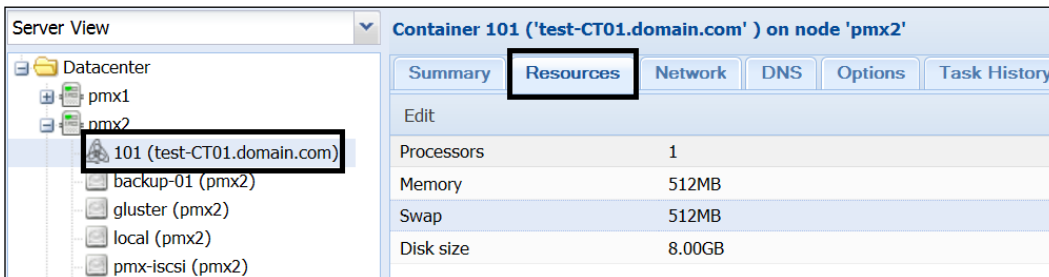 Server View
Datacenter
pmx1
pmx2
101 (test-CT01.domain.com)
backup-01 (pmx2)
gluster (pmx2)
local (pmx2)
pmx-iscsi (pmx2)
Container 101 ('test-CT01.domain.com' ) on node 'pmx2'
Summary Resources Network DNS Options Task History
Edit
Processors 1
Memory 512MB
Swap 512MB
Disk size 8.00GB